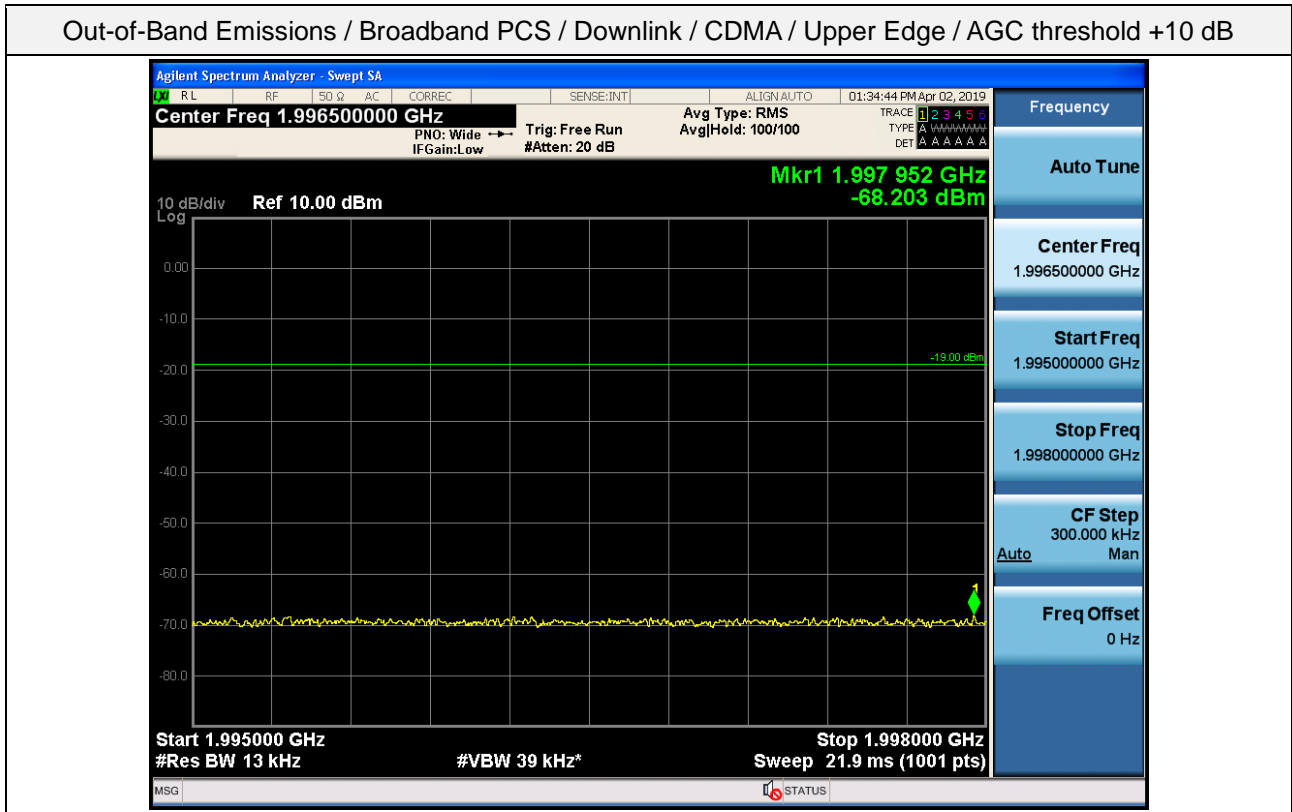 Out-of-Band Emissions / Broadband PCS / Downlink / CDMA / Upper Edge / AGC threshold +10 dB
Agilent Spectrum Analyzer - Swept SA
LXI RL RF 50 Ω AC CORREC SENSE:INT ALIGN AUTO 01:34:44 PM Apr 02, 2019
Center Freq 1.996500000 GHz
PNO: Wide
IFGain:Low
Trig: Free Run
#Atten: 20 dB
Avg Type: RMS
Avg|Hold: 100/100
TRACE 1 2 3 4 5 6
TYPE A WWWWW
DET A A A A A A
Mkr1 1.997 952 GHz
-68.203 dBm
10 dB/div Ref 10.00 dBm
Log
0.00
-10.0
-20.0
-30.0
-40.0
-50.0
-60.0
-70.0
-80.0
-19.00 dBm
1
Start 1.995000 GHz
Stop 1.998000 GHz
#Res BW 13 kHz
#VBW 39 kHz*
Sweep 21.9 ms (1001 pts)
MSG
STATUS
Frequency
Auto Tune
Center Freq
1.996500000 GHz
Start Freq
1.995000000 GHz
Stop Freq
1.998000000 GHz
CF Step
300.000 kHz
Auto Man
Freq Offset
0 Hz